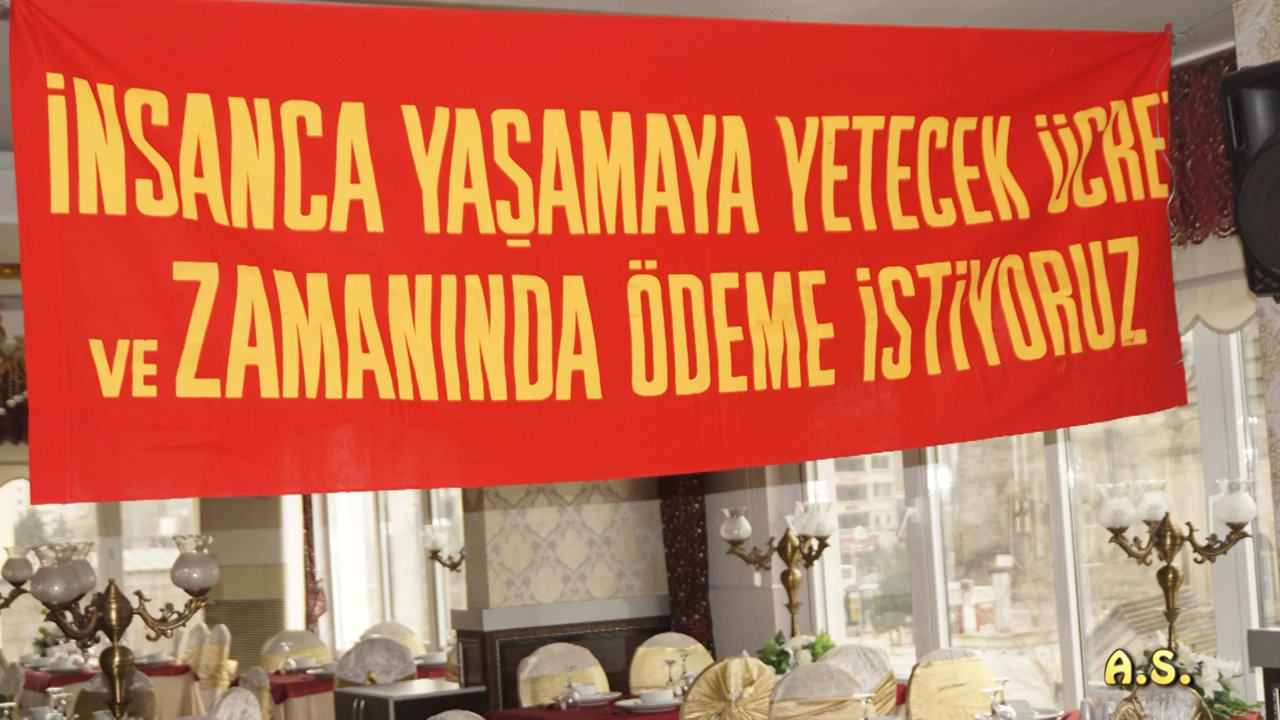 İNSANCA YAŞAMAYA YETECEK ÜCRET
VE ZAMANINDA ÖDEME İSTİYORUZ
A.S.